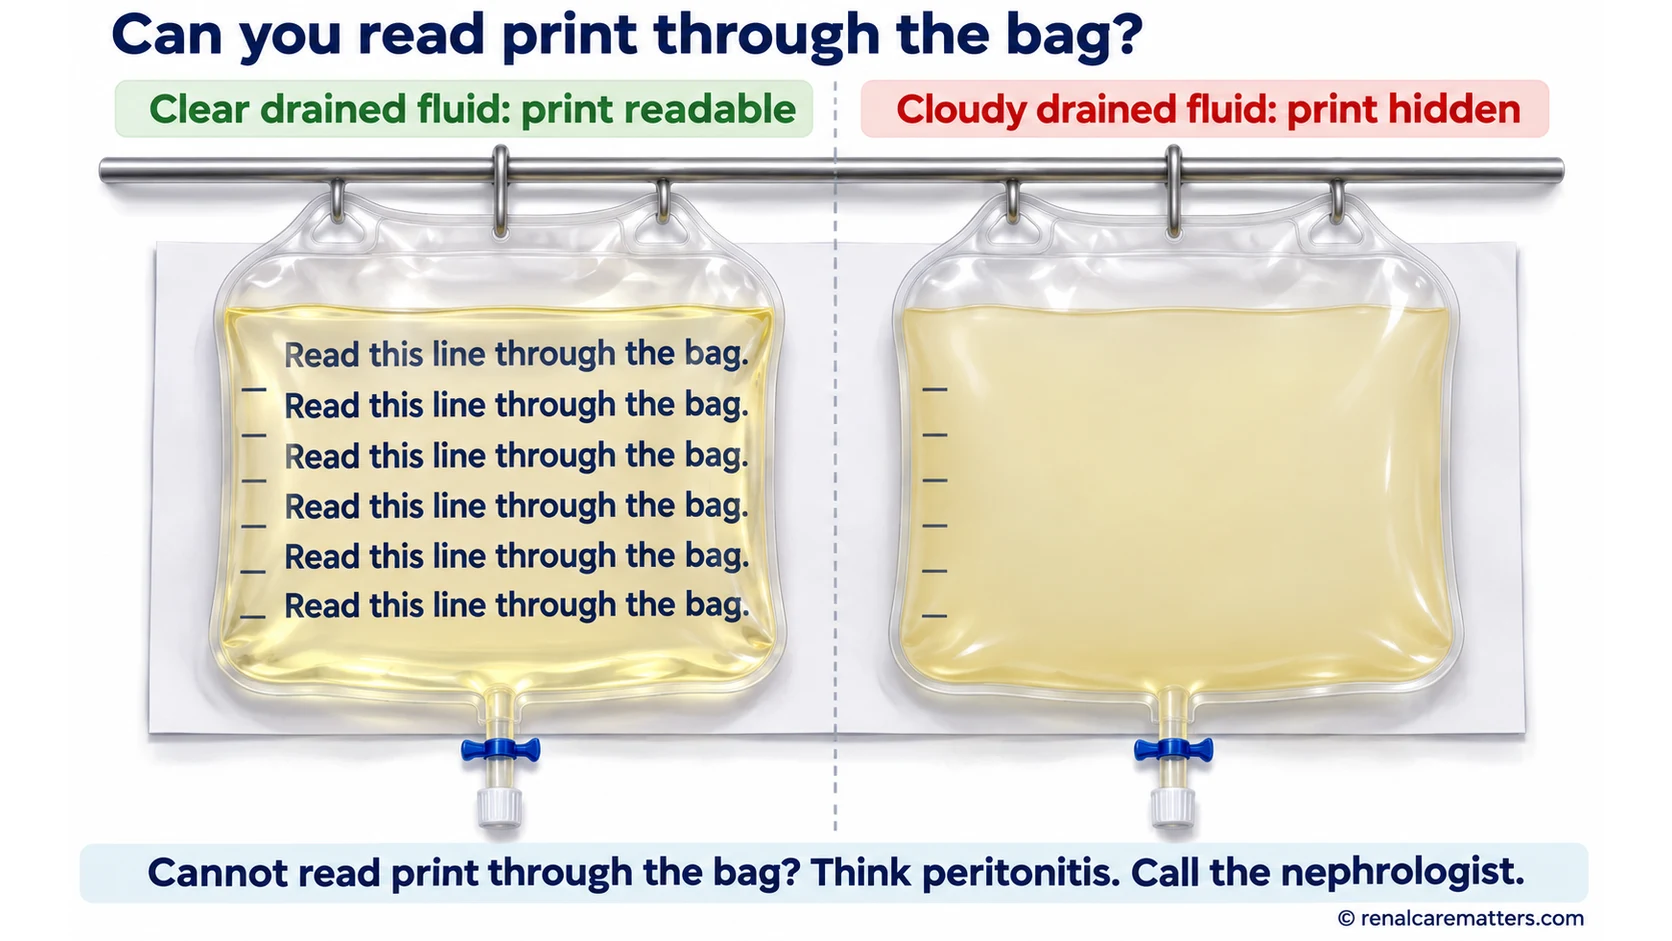 Can you read print through the bag?
Clear drained fluid: print readable
Cloudy drained fluid: print hidden
Read this line through the bag.
Read this line through the bag.
Read this line through the bag.
Read this line through the bag.
Read this line through the bag.
Read this line through the bag.
Cannot read print through the bag? Think peritonitis. Call the nephrologist.
© renalcarematters.com